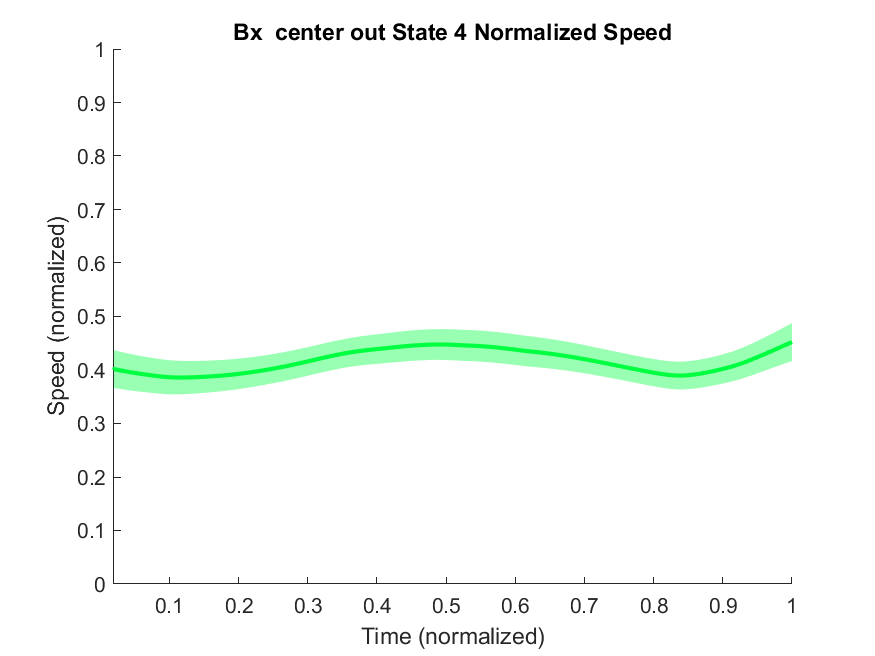 Bx  center out State 4 Normalized Speed
1
0.9
0.8
0.7
0.6
0.5
0.4
0.3
0.2
0.1
0
Speed (normalized)
0.1 0.2 0.3 0.4 0.5 0.6 0.7 0.8 0.9 1
Time (normalized)